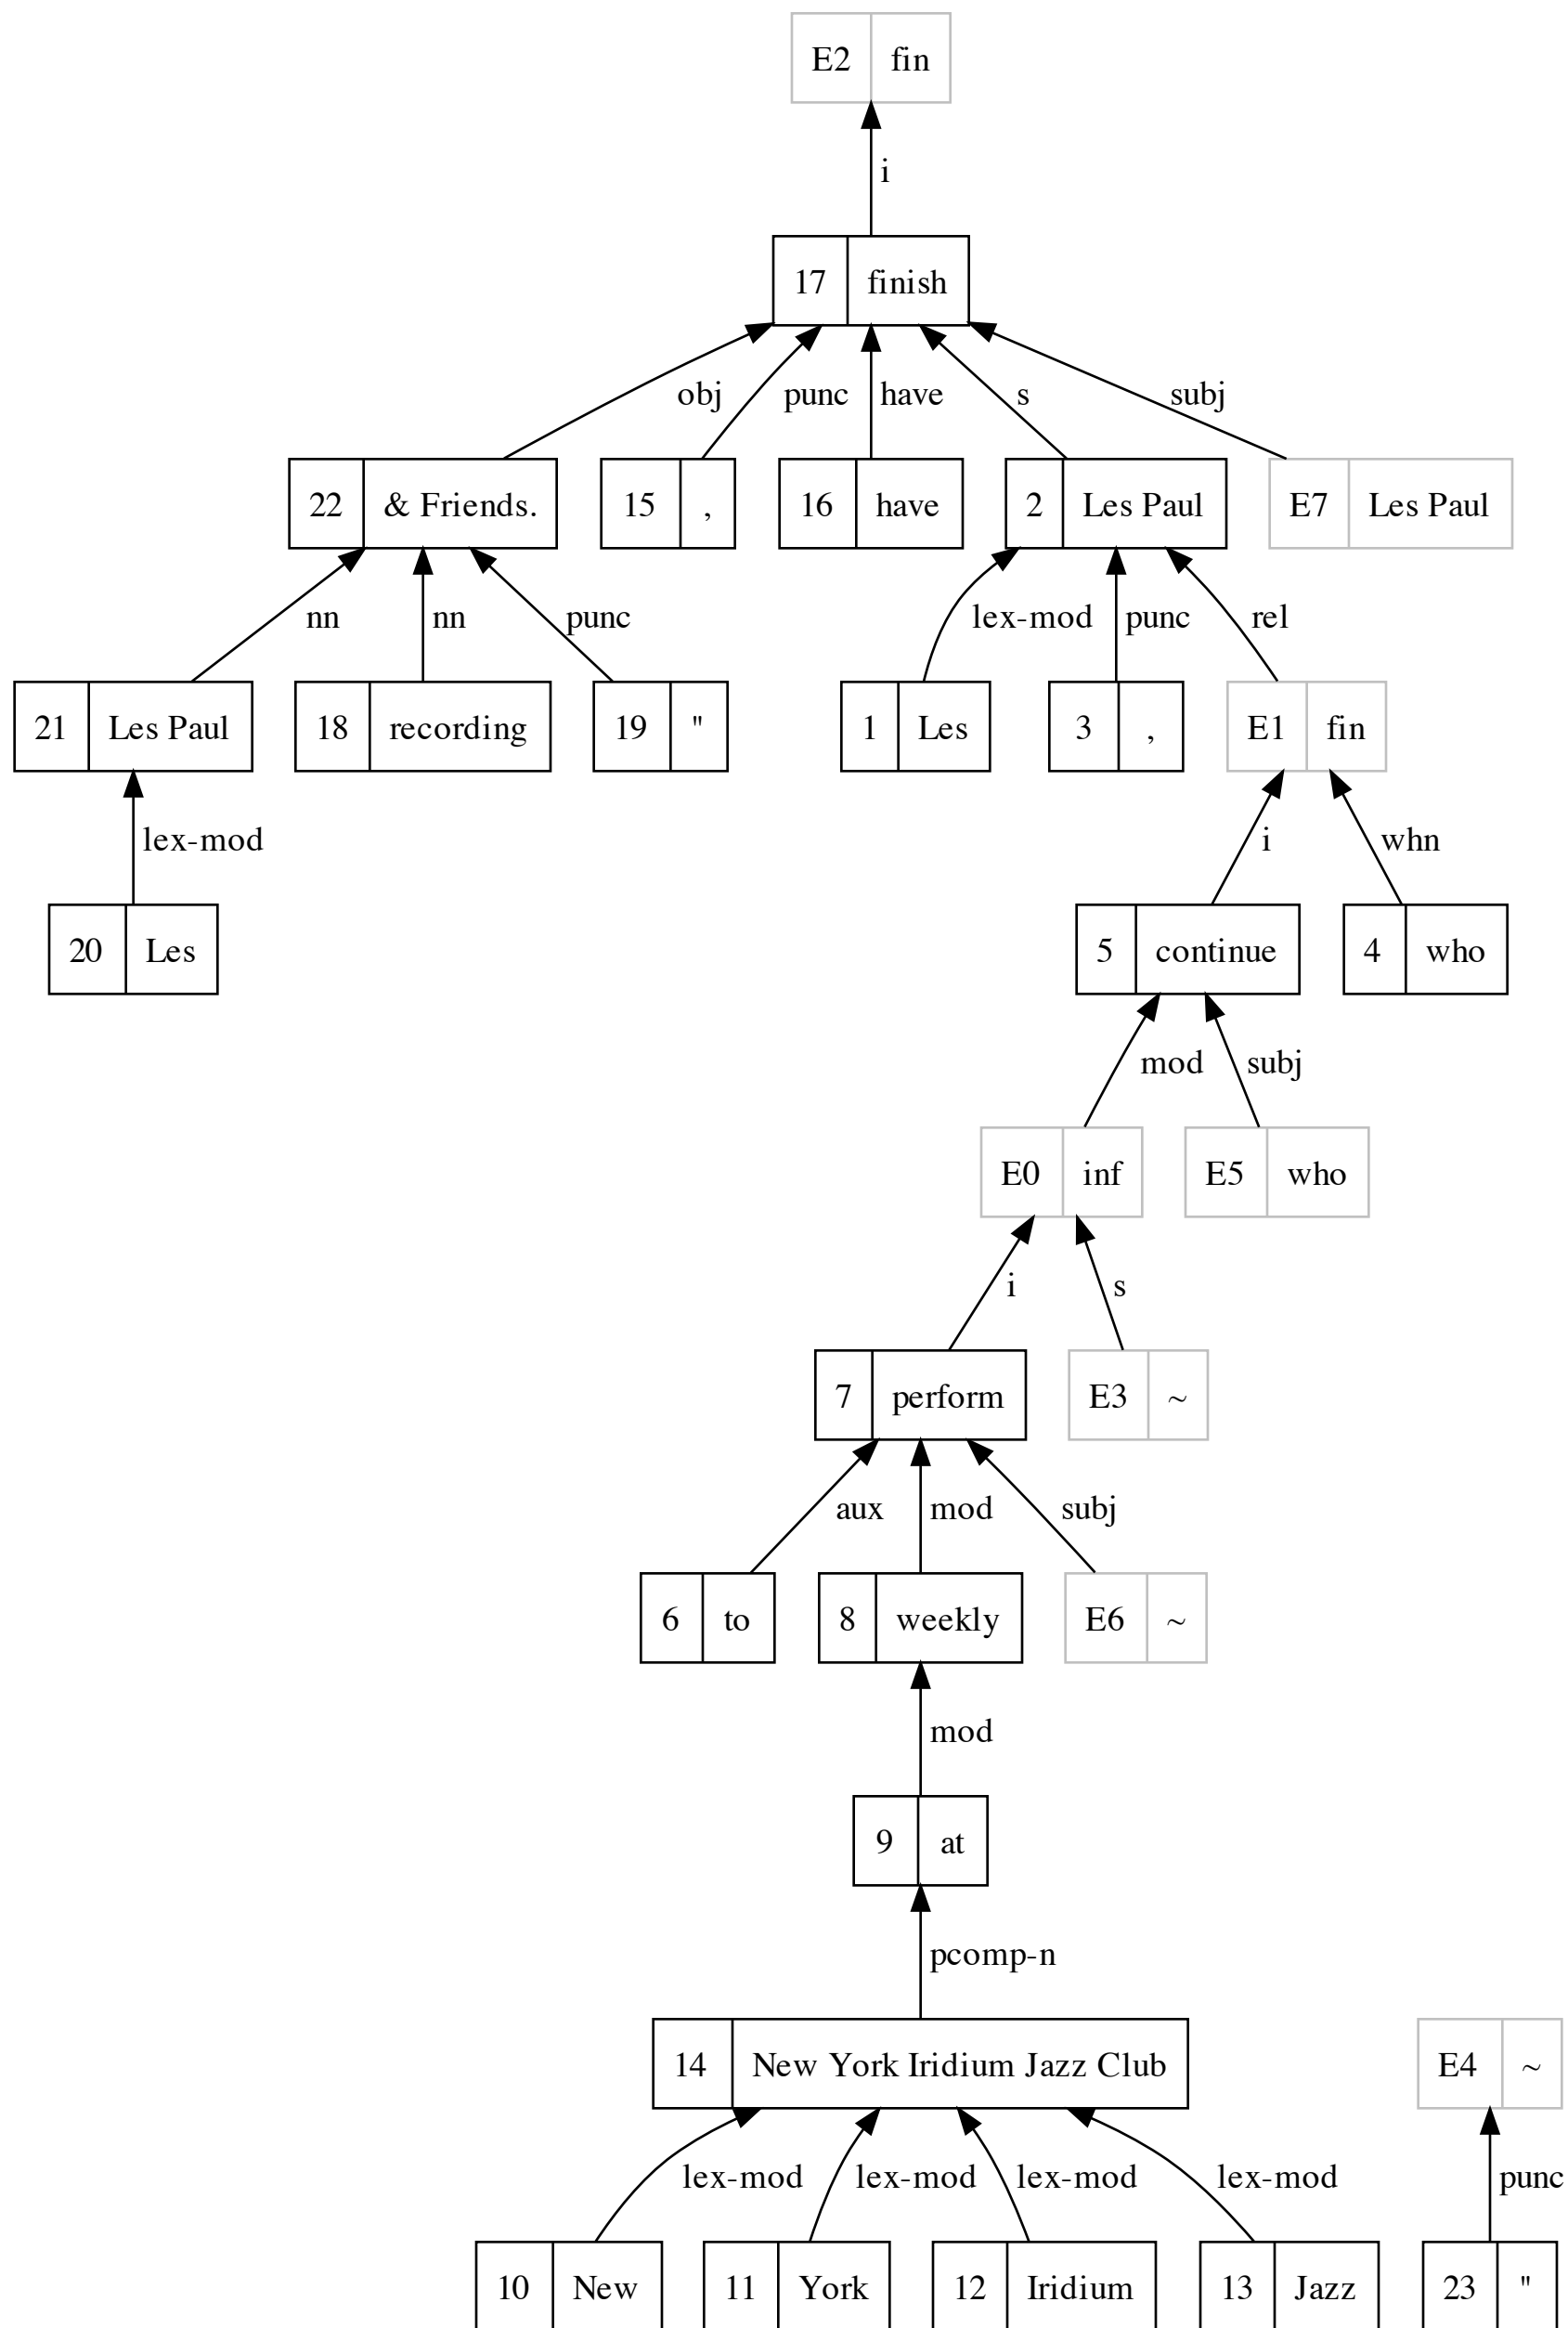 E2 fin
i
17 finish
obj punc have s subj
22 & Friends. 15 , 16 have 2 Les Paul E7 Les Paul
nn nn punc lex-mod punc rel
21 Les Paul 18 recording 19 " 1 Les 3 , E1 fin
lex-mod i whn
20 Les 5 continue 4 who
mod subj
E0 inf E5 who
i s
7 perform E3 ~
aux mod subj
6 to 8 weekly E6 ~
mod
9 at
pcomp-n
14 New York Iridium Jazz Club E4 ~
lex-mod lex-mod lex-mod lex-mod punc
10 New 11 York 12 Iridium 13 Jazz 23 "